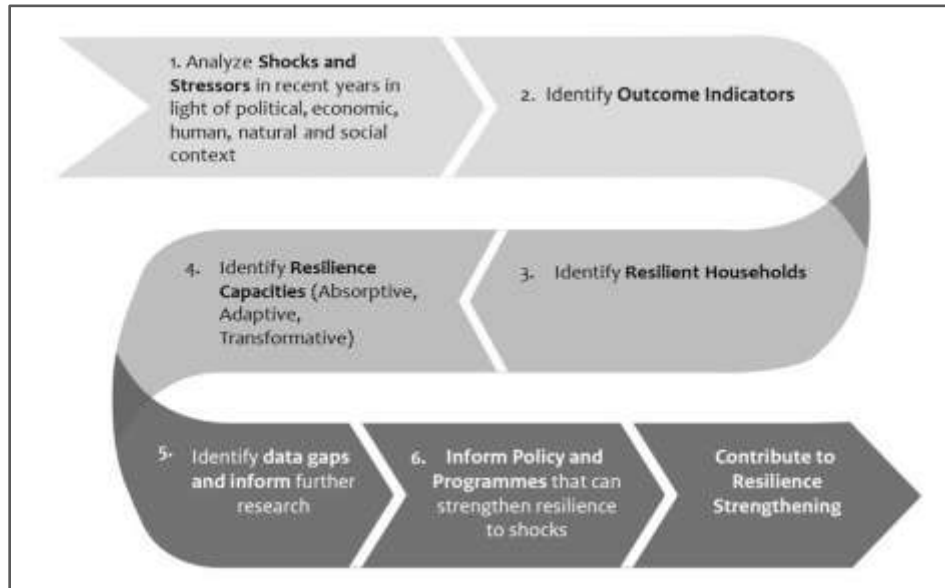 1. Analyze Shocks and
Stressors in recent years in
light of political, economic,
human, natural and social
context
2. Identify Outcome Indicators
3. Identify Resilient Households
4. Identify Resilience
Capacities (Absorptive,
Adaptive,
Transformative)
5. Identify data gaps
and inform further
research
6. Inform Policy and
Programmes that can
strengthen resilience
to shocks
Contribute to
Resilience
Strengthening